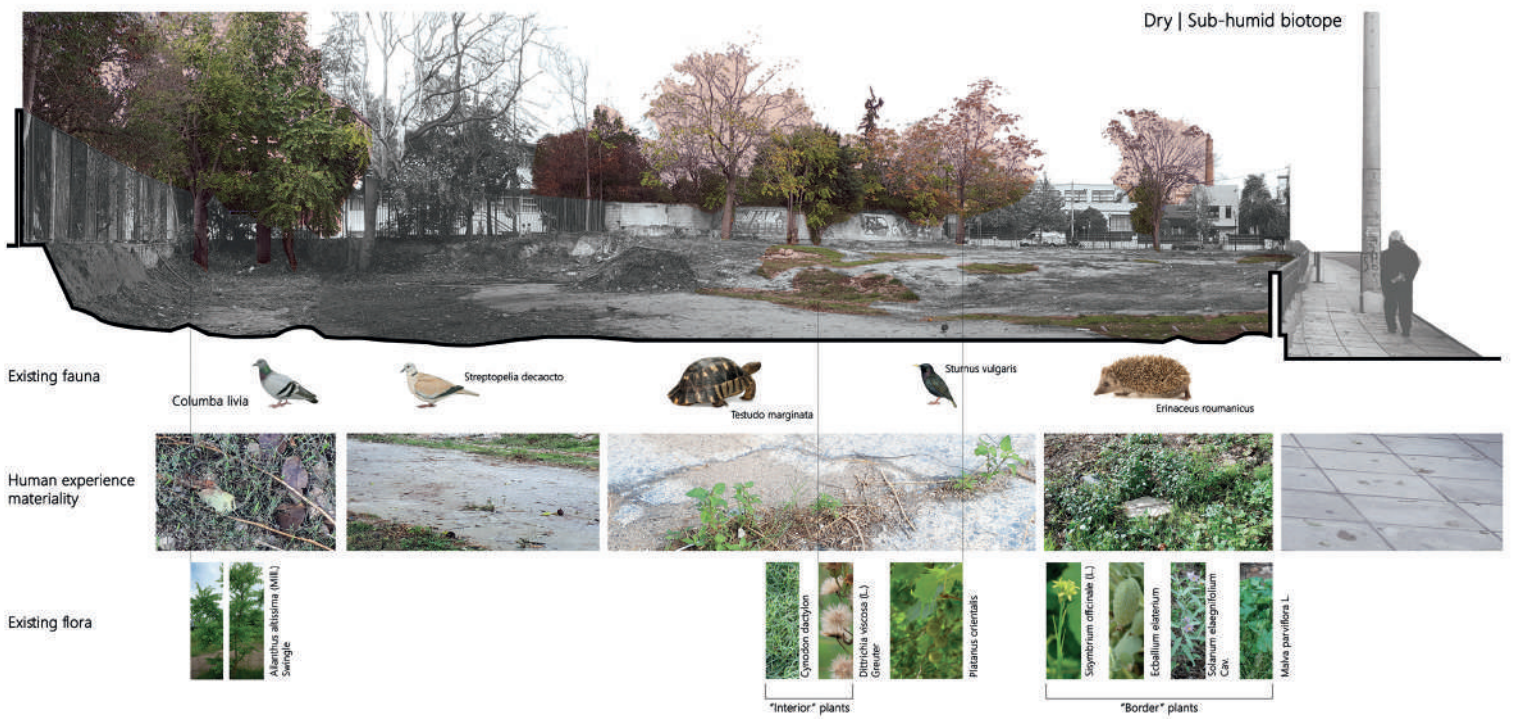 Dry | Sub-humid biotope
Existing fauna
Columba livia
Streptopelia decaocto
Testudo marginata
Sturnus vulgaris
Erinaceus roumanicus
Human experience
materiality
Existing flora
Ailanthus altissima (Mill.)
Swingle
Cynodon dactylon
Dittrichia viscosa (L.)
Greuter
Platanus orientalis
Sisymbrium officinale (L.)
Ecballium elaterium
Solanum elaegnifolium
Cav.
Malva parviflora L.
"Interior" plants
"Border" plants